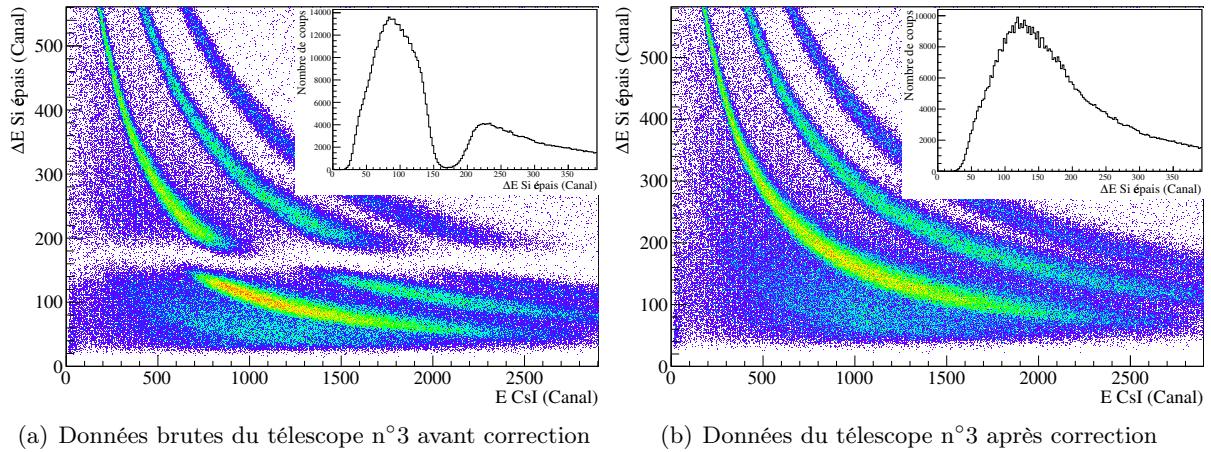 ΔE Si épais (Canal)
500
400
300
200
100
0
0 500 1000 1500 2000 2500
E CsI (Canal)
Nombre de coups
14000
12000
10000
8000
6000
4000
2000
0
0 50 100 150 200 250 300 350
ΔE Si épais (Canal)
(a) Données brutes du télescope n°3 avant correction
ΔE Si épais (Canal)
500
400
300
200
100
0
0 500 1000 1500 2000 2500
E CsI (Canal)
Nombre de coups
10000
8000
6000
4000
2000
0
0 50 100 150 200 250 300 350
ΔE Si épais (Canal)
(b) Données du télescope n°3 après correction